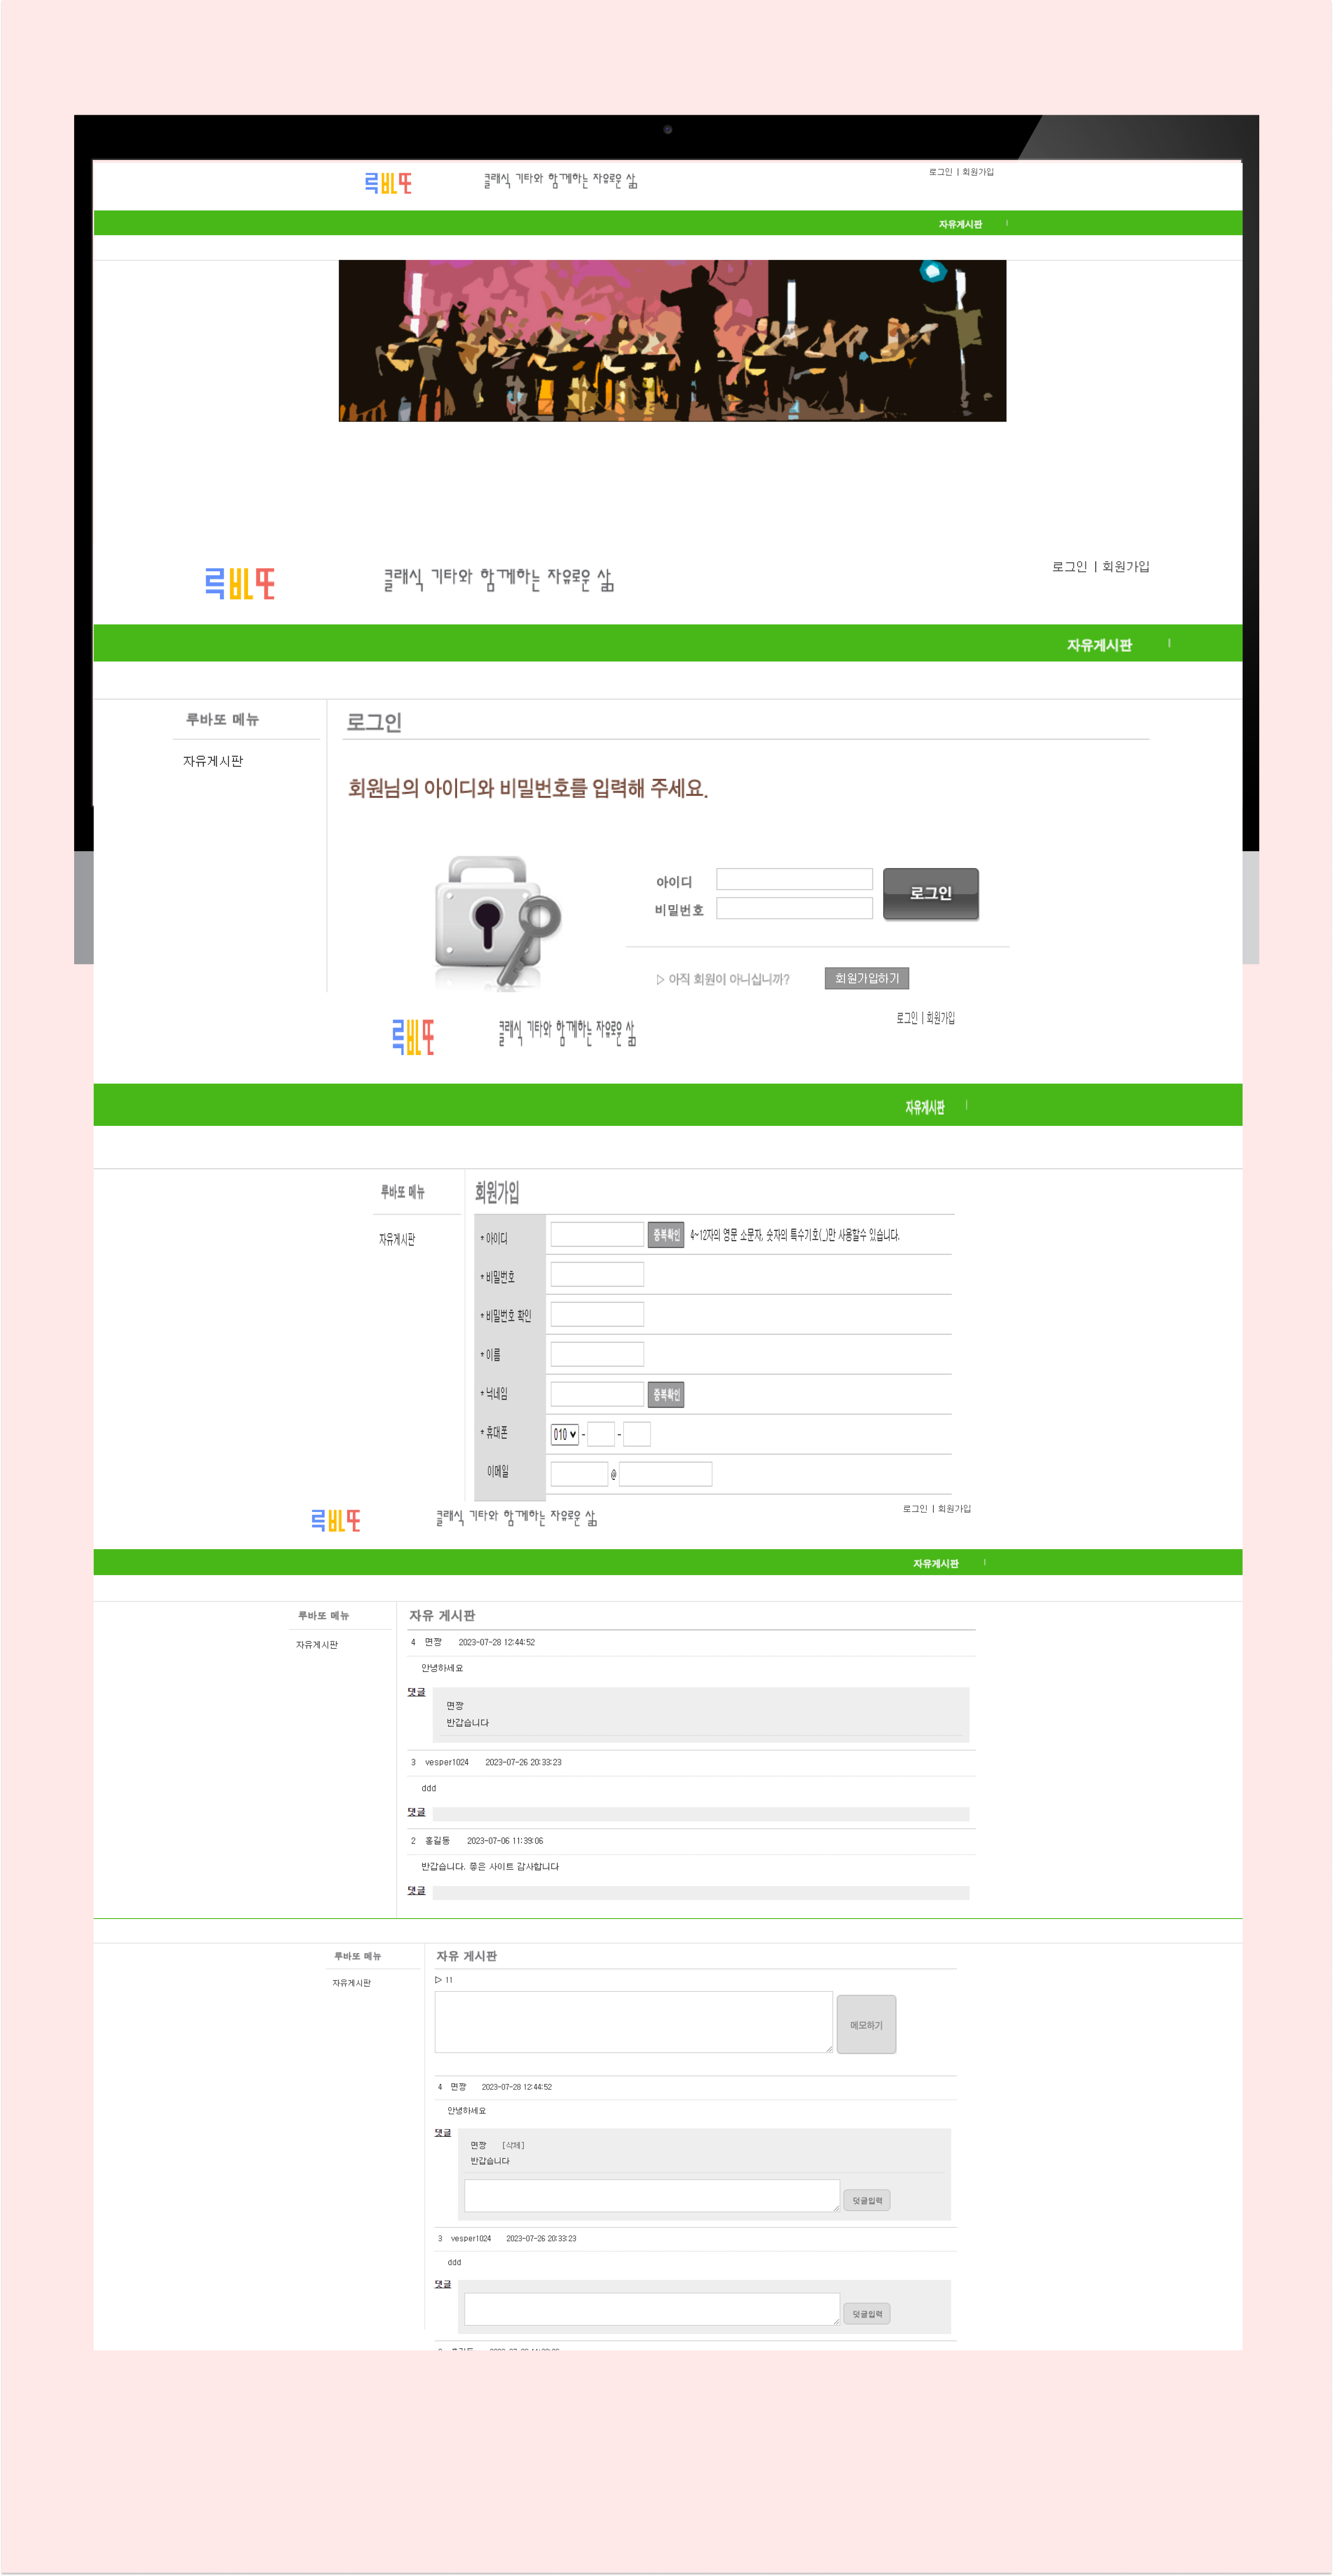 루바또 클래식 기타와 함께하는 자유로운 삶 로그인 | 회원가입
자유게시판
루바또 클래식 기타와 함께하는 자유로운 삶 로그인 | 회원가입
자유게시판
루바또 메뉴
자유게시판
로그인
회원님의 아이디와 비밀번호를 입력해 주세요.
아이디
비밀번호
로그인
▷ 아직 회원이 아니십니까? 회원가입하기
루바또 클래식 기타와 함께하는 자유로운 삶 로그인 | 회원가입
자유게시판
루바또 메뉴
자유게시판
회원가입
* 아이디 중복확인 4~12자의 영문 소문자, 숫자의 특수기호(_)만 사용할수 있습니다.
* 비밀번호
* 비밀번호 확인
* 이름
* 닉네임 중복확인
* 휴대폰 010 - -
이메일 @
루바또 클래식 기타와 함께하는 자유로운 삶 로그인 | 회원가입
자유게시판
루바또 메뉴
자유게시판
자유 게시판
4 면짱 2023-07-28 12:44:52
안녕하세요
댓글
면짱
반갑습니다
3 vesper1024 2023-07-26 20:33:23
ddd
댓글
2 홍길동 2023-07-06 11:39:06
반갑습니다. 좋은 사이트 감사합니다
댓글
루바또 메뉴
자유게시판
자유 게시판
▷ 11
메모하기
4 면짱 2023-07-28 12:44:52
안녕하세요
댓글
면짱 [삭제]
반갑습니다
덧글입력
3 vesper1024 2023-07-26 20:33:23
ddd
댓글
덧글입력